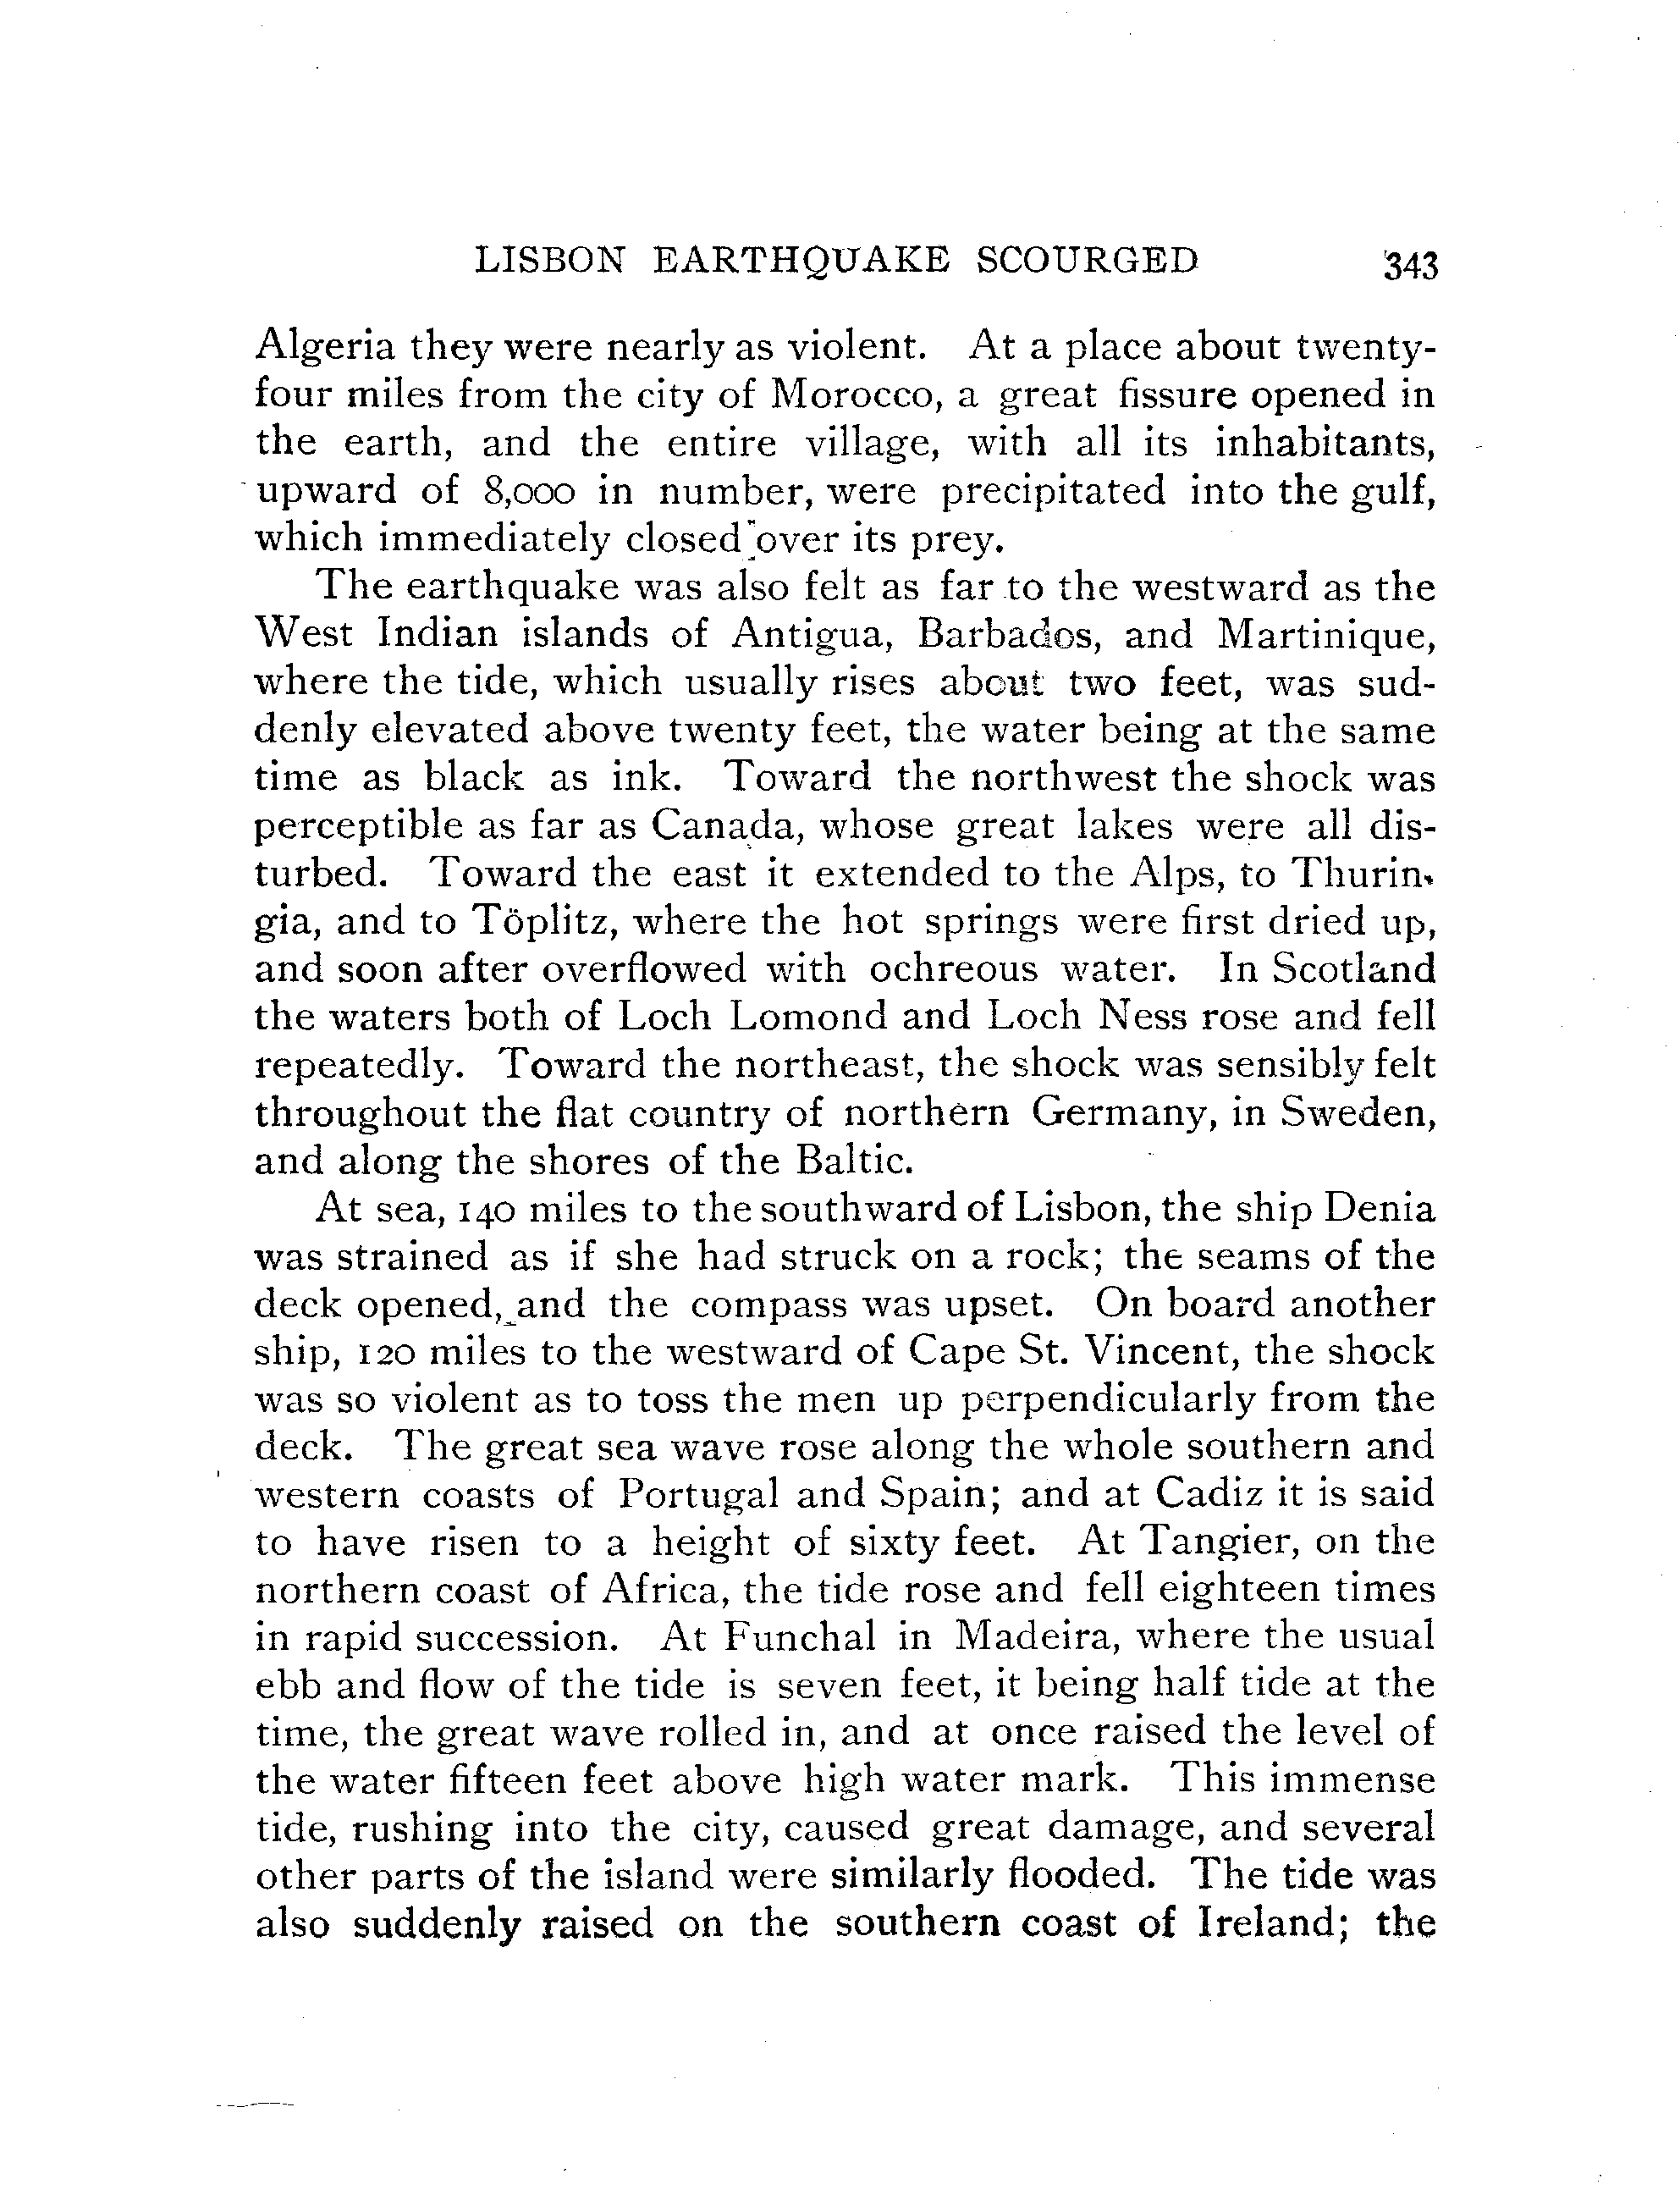 LISBON EARTHQUAKE SCOURGED 343
Algeria they were nearly as violent. At a place about twenty-
four miles from the city of Morocco, a great fissure opened in
the earth, and the entire village, with all its inhabitants,
upward of 8,000 in number, were precipitated into the gulf,
which immediately closed over its prey.
The earthquake was also felt as far to the westward as the
West Indian islands of Antigua, Barbados, and Martinique,
where the tide, which usually rises about two feet, was sud-
denly elevated above twenty feet, the water being at the same
time as black as ink. Toward the northwest the shock was
perceptible as far as Canada, whose great lakes were all dis-
turbed. Toward the east it extended to the Alps, to Thurin-
gia, and to Töplitz, where the hot springs were first dried up,
and soon after overflowed with ochreous water. In Scotland
the waters both of Loch Lomond and Loch Ness rose and fell
repeatedly. Toward the northeast, the shock was sensibly felt
throughout the flat country of northern Germany, in Sweden,
and along the shores of the Baltic.
At sea, 140 miles to the southward of Lisbon, the ship Denia
was strained as if she had struck on a rock; the seams of the
deck opened, and the compass was upset. On board another
ship, 120 miles to the westward of Cape St. Vincent, the shock
was so violent as to toss the men up perpendicularly from the
deck. The great sea wave rose along the whole southern and
western coasts of Portugal and Spain; and at Cadiz it is said
to have risen to a height of sixty feet. At Tangier, on the
northern coast of Africa, the tide rose and fell eighteen times
in rapid succession. At Funchal in Madeira, where the usual
ebb and flow of the tide is seven feet, it being half tide at the
time, the great wave rolled in, and at once raised the level of
the water fifteen feet above high water mark. This immense
tide, rushing into the city, caused great damage, and several
other parts of the island were similarly flooded. The tide was
also suddenly raised on the southern coast of Ireland; the